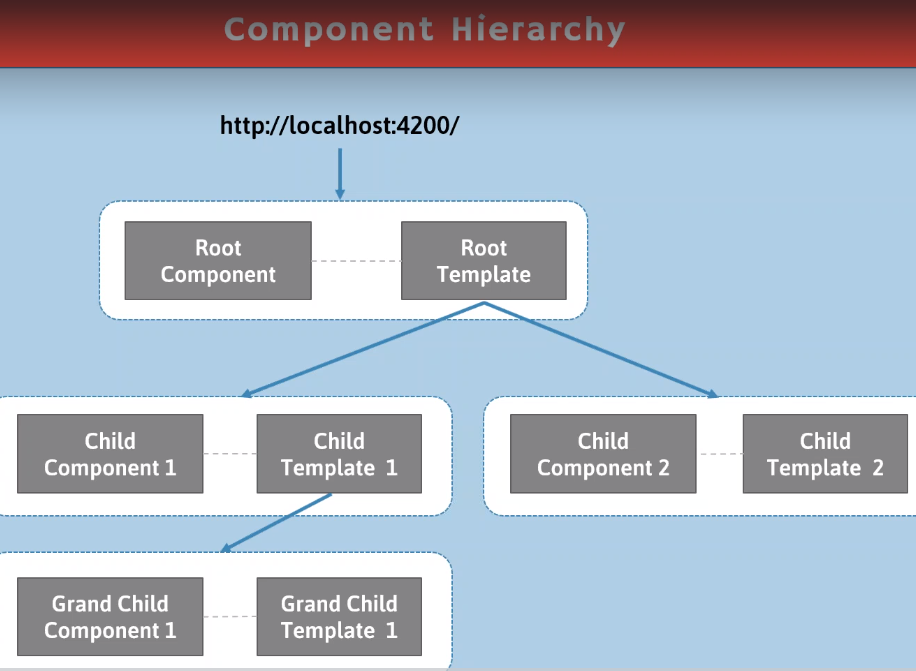 Component Hierarchy
http://localhost:4200/
Root
Component
Root
Template
Child
Component 1
Child
Template 1
Child
Component 2
Child
Template 2
Grand Child
Component 1
Grand Child
Template 1